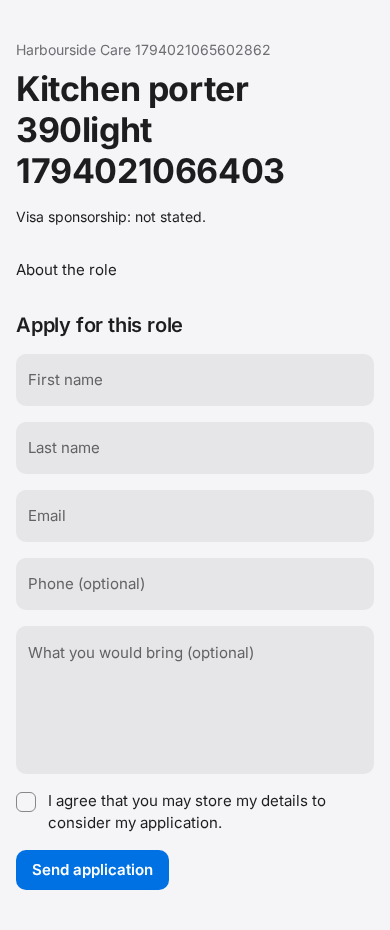 Harbourside Care 1794021065602862
Kitchen porter
390light
1794021066403
Visa sponsorship: not stated.
About the role
Apply for this role
First name
Last name
Email
Phone (optional)
What you would bring (optional)
I agree that you may store my details to
consider my application.
Send application